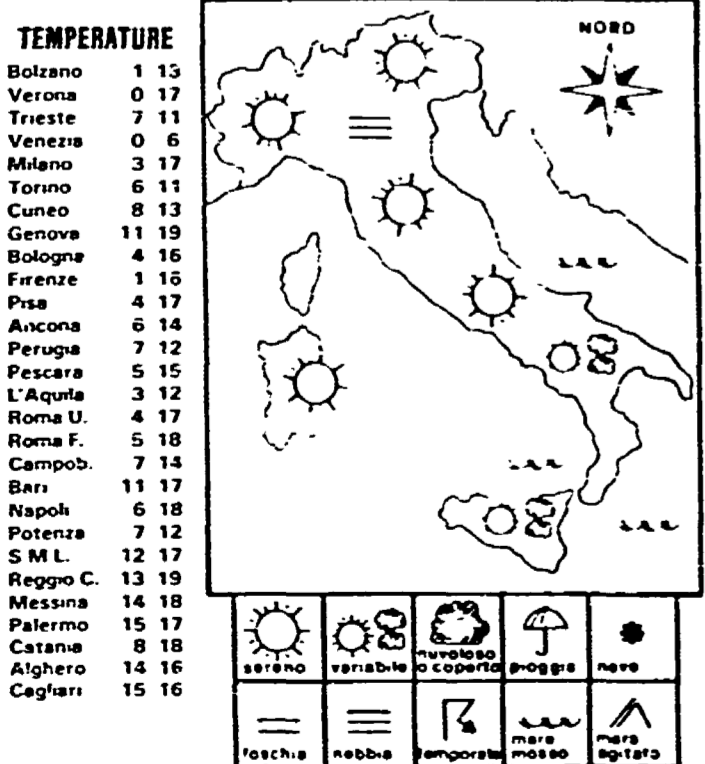 TEMPERATURE
Bolzano 1 13
Verona 0 17
Trieste 7 11
Venezia 0 6
Milano 3 17
Torino 6 11
Cuneo 8 13
Genova 11 19
Bologna 4 16
Firenze 1 16
Pisa 4 17
Ancona 6 14
Perugia 7 12
Pescara 5 15
L'Aquila 3 12
Roma U. 4 17
Roma F. 5 18
Campob. 7 14
Bari 11 17
Napoli 6 18
Potenza 7 12
S M L. 12 17
Reggio C. 13 19
Messina 14 18
Palermo 15 17
Catania 8 18
Alghero 14 16
Cagliari 15 16
NORD
sereno
variabile
nuvoloso
o coperto
pioggia
neve
foschia
nebbia
temporale
mare
mosso
mare
agitato